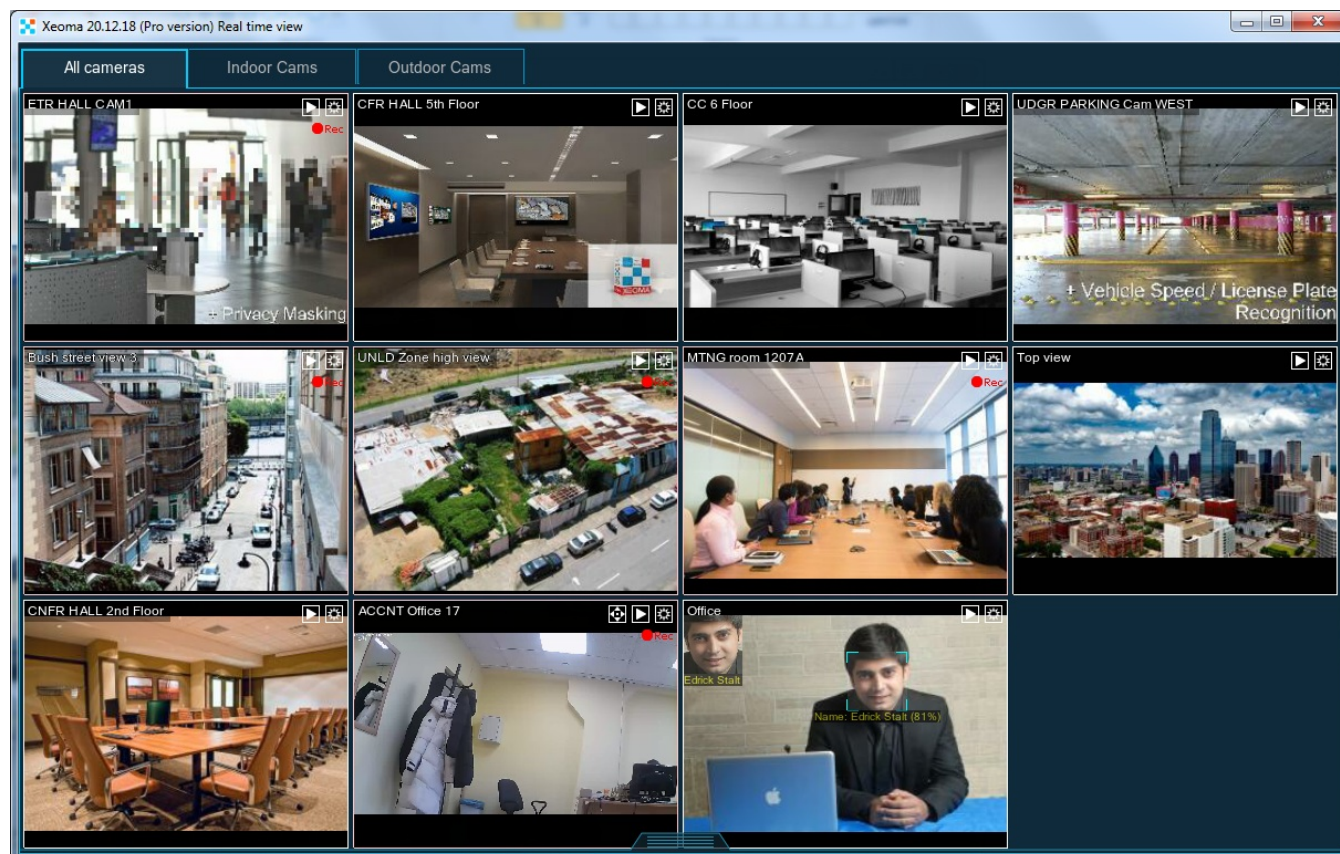 Xeoma 20.12.18 (Pro version) Real time view
All cameras
Indoor Cams
Outdoor Cams
ETR HALL CAM1
Rec
+ Privacy Masking
CFR HALL 5th Floor
XEOMA
CC 6 Floor
UDGR PARKING Cam WEST
+ Vehicle Speed / License Plate
Recognition
Bush street view 3
Rec
UNLD Zone high view
Rec
MTNG room 1207A
Rec
Top view
CNFR HALL 2nd Floor
ACCNT Office 17
Rec
Office
Edrick Stalt
Name: Edrick Stalt (81%)